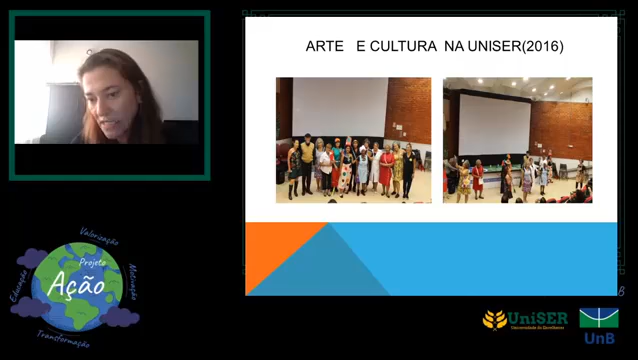 ARTE E CULTURA NA UNISER(2016)
Valorização
Motivação
Educação
Projeto
Ação
Transformação
UniSER
Universidade do Envelhecer
UnB